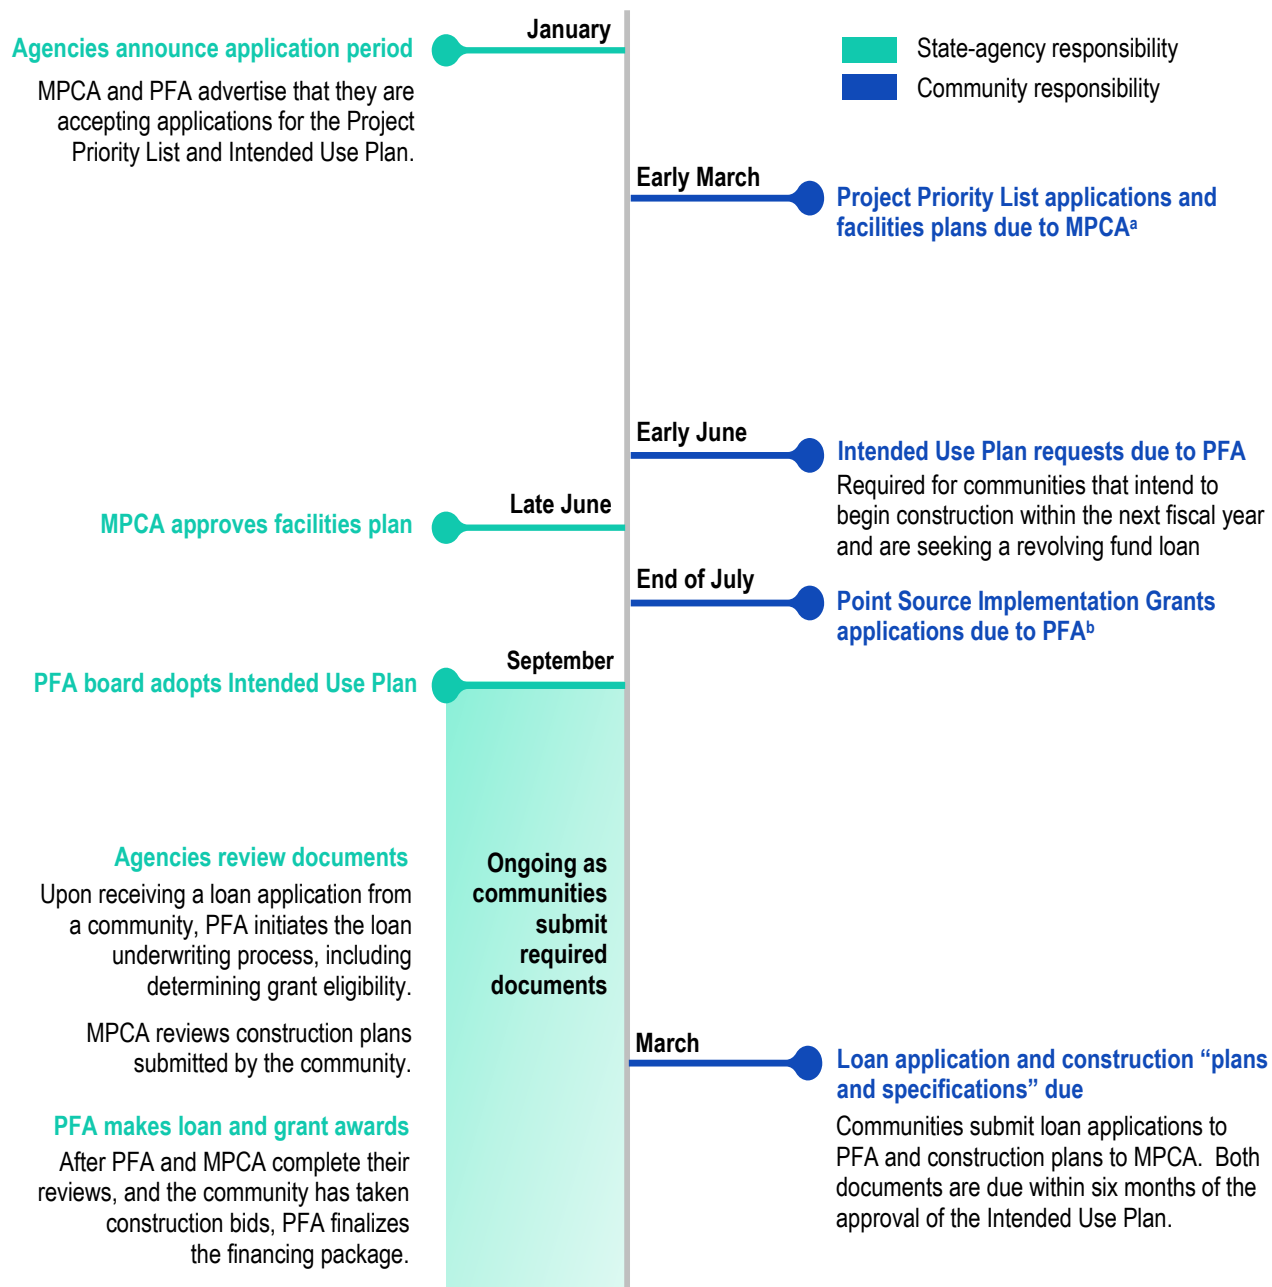 January
Agencies announce application period
MPCA and PFA advertise that they are
accepting applications for the Project
Priority List and Intended Use Plan.
State-agency responsibility
Community responsibility
Early March
Project Priority List applications and
facilities plans due to MPCAᵃ
Early June
Intended Use Plan requests due to PFA
Required for communities that intend to
begin construction within the next fiscal year
and are seeking a revolving fund loan
Late June
MPCA approves facilities plan
End of July
Point Source Implementation Grants
applications due to PFAᵇ
September
PFA board adopts Intended Use Plan
Agencies review documents
Upon receiving a loan application from
a community, PFA initiates the loan
underwriting process, including
determining grant eligibility.
MPCA reviews construction plans
submitted by the community.
Ongoing as
communities
submit
required
documents
March
Loan application and construction “plans
and specifications” due
Communities submit loan applications to
PFA and construction plans to MPCA.  Both
documents are due within six months of the
approval of the Intended Use Plan.
PFA makes loan and grant awards
After PFA and MPCA complete their
reviews, and the community has taken
construction bids, PFA finalizes
the financing package.